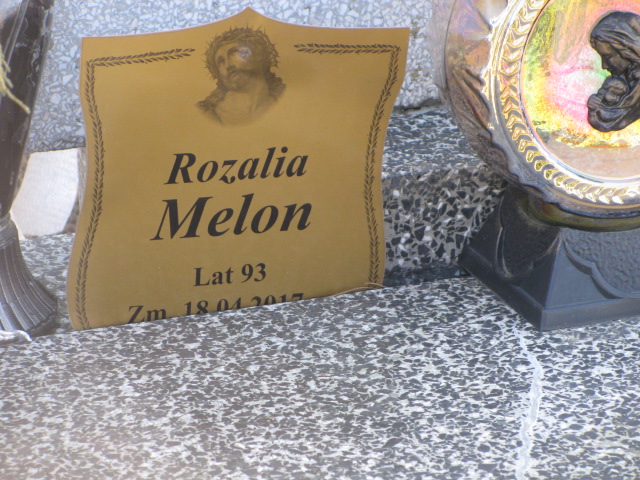 Rozalia
Melon
Lat 93
Zm. 18.04.2017